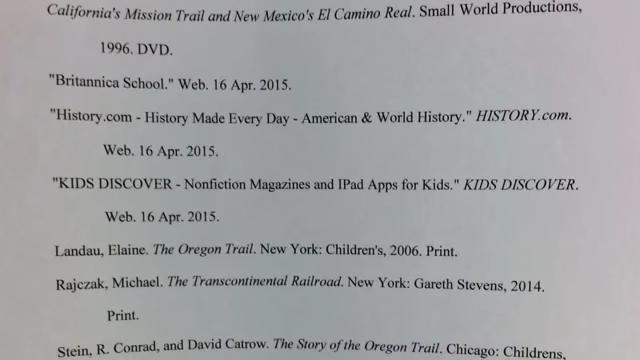 California's Mission Trail and New Mexico's El Camino Real. Small World Productions,
1996. DVD.
"Britannica School." Web. 16 Apr. 2015.
"History.com - History Made Every Day - American & World History." HISTORY.com.
Web. 16 Apr. 2015.
"KIDS DISCOVER - Nonfiction Magazines and IPad Apps for Kids." KIDS DISCOVER.
Web. 16 Apr. 2015.
Landau, Elaine. The Oregon Trail. New York: Children's, 2006. Print.
Rajczak, Michael. The Transcontinental Railroad. New York: Gareth Stevens, 2014.
Print.
Stein, R. Conrad, and David Catrow. The Story of the Oregon Trail. Chicago: Childrens,